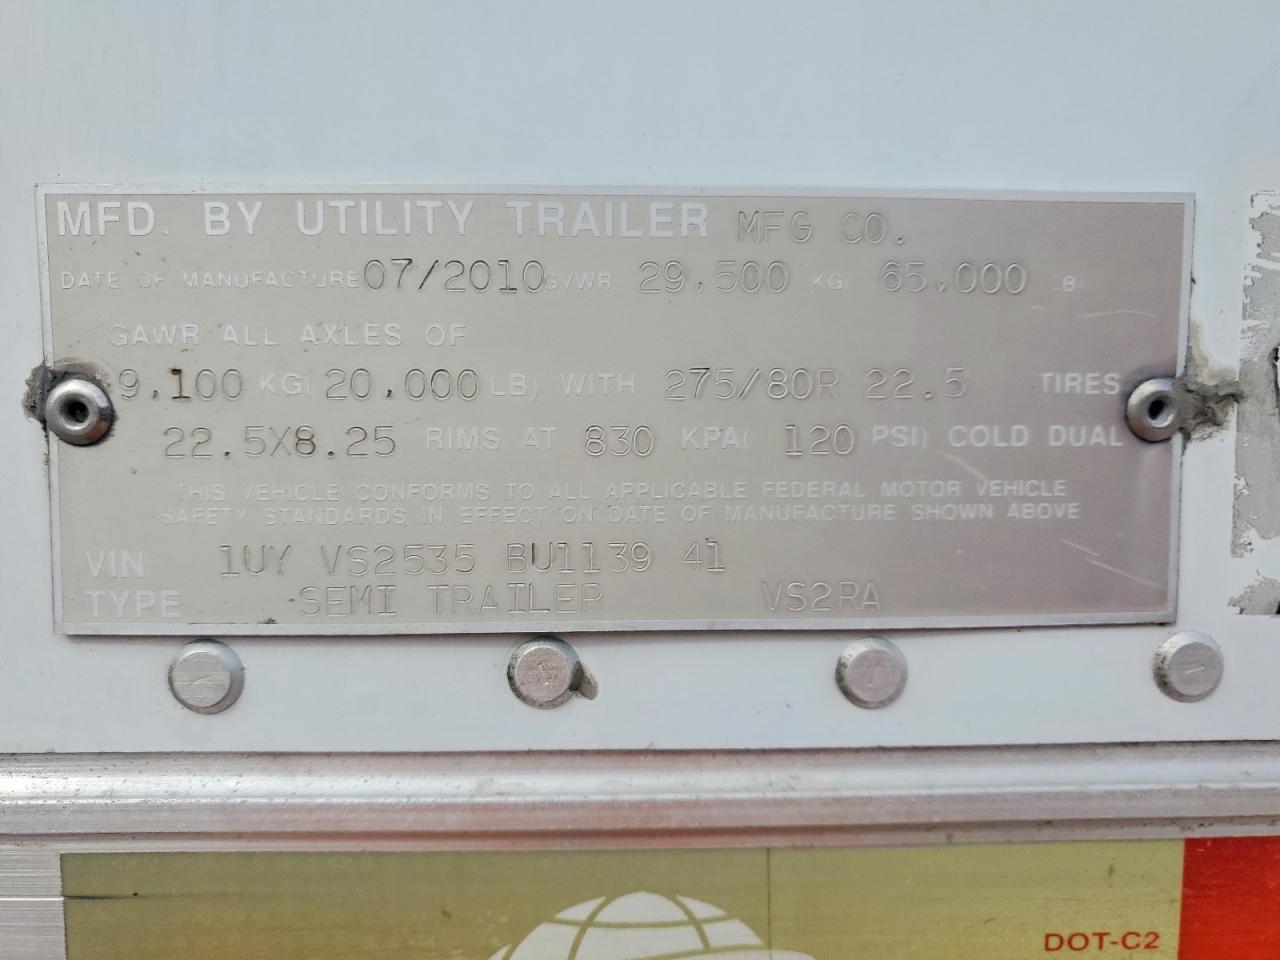 MFD. BY UTILITY TRAILER MFG CO.
DATE OF MANUFACTURE 07/2010 GVWR 29,500 KG( 65,000 LB)
GAWR ALL AXLES OF
9,100 KG( 20,000 LB) WITH 275/80R 22.5 TIRES
22.5X8.25 RIMS AT 830 KPA( 120 PSI) COLD DUAL
THIS VEHICLE CONFORMS TO ALL APPLICABLE FEDERAL MOTOR VEHICLE
SAFETY STANDARDS IN EFFECT ON DATE OF MANUFACTURE SHOWN ABOVE
VIN 1UY VS2535 BU1139 41
TYPE SEMI TRAILER VS2RA
DOT-C2